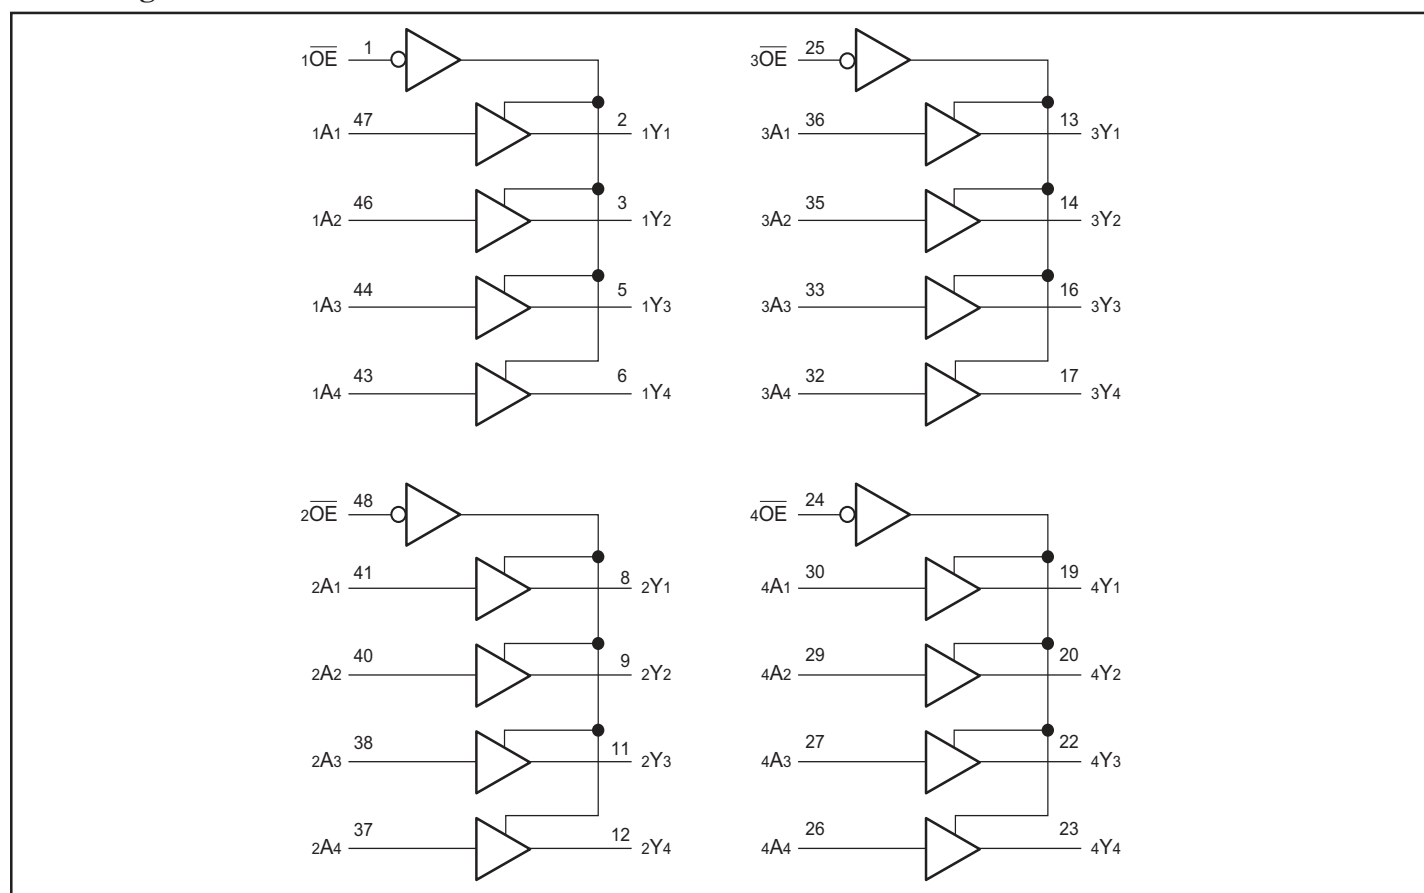 1OE 1
1A1 47 2 1Y1
1A2 46 3 1Y2
1A3 44 5 1Y3
1A4 43 6 1Y4
3OE 25
3A1 36 13 3Y1
3A2 35 14 3Y2
3A3 33 16 3Y3
3A4 32 17 3Y4
2OE 48
2A1 41 8 2Y1
2A2 40 9 2Y2
2A3 38 11 2Y3
2A4 37 12 2Y4
4OE 24
4A1 30 19 4Y1
4A2 29 20 4Y2
4A3 27 22 4Y3
4A4 26 23 4Y4